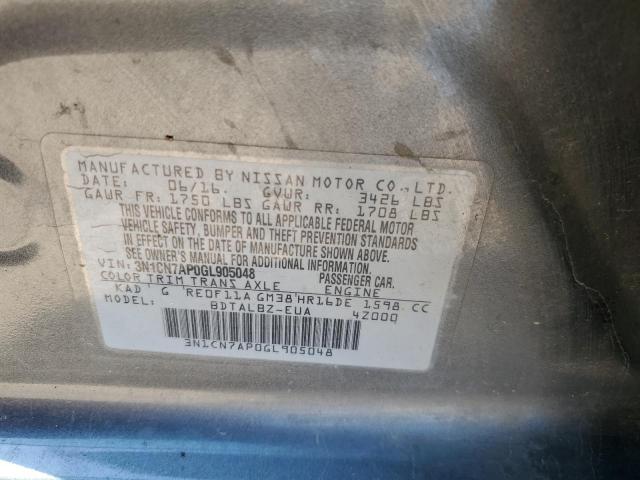 MANUFACTURED BY NISSAN MOTOR CO., LTD.
DATE: 06/16. GVWR: 3426 LBS
GAWR FR: 1750 LBS GAWR RR: 1708 LBS
THIS VEHICLE CONFORMS TO ALL APPLICABLE FEDERAL MOTOR
VEHICLE SAFETY, BUMPER AND THEFT PREVENTION STANDARDS
IN EFFECT ON THE DATE OF MANUFACTURE SHOWN ABOVE.
SEE OWNER'S MANUAL FOR ADDITIONAL INFORMATION.
VIN: 3N1CN7AP0GL905048 PASSENGER CAR.
COLOR TRIM TRANS AXLE
KAD G RE0F11A GM38 HR16DE 1598 CC
MODEL: BDTALBZ-EUA 4Z000
3N1CN7AP0GL905048